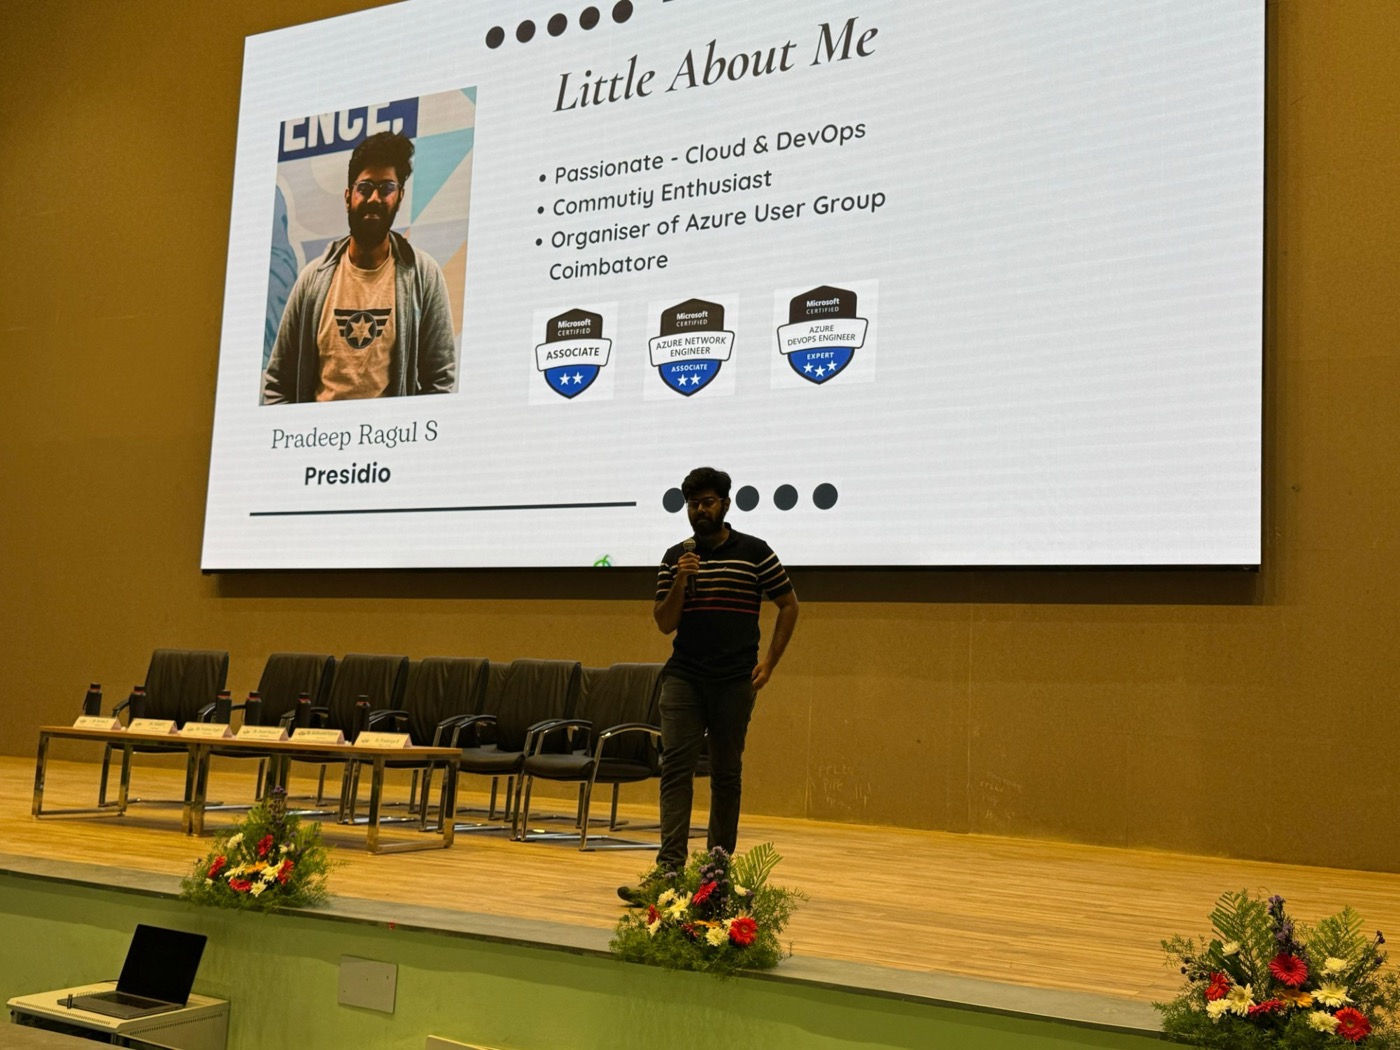 Little About Me
ENCE.
• Passionate - Cloud & DevOps
• Commutiy Enthusiast
• Organiser of Azure User Group
Coimbatore
Microsoft
CERTIFIED
ASSOCIATE
Microsoft
CERTIFIED
AZURE NETWORK
ENGINEER
ASSOCIATE
Microsoft
CERTIFIED
AZURE
DEVOPS ENGINEER
EXPERT
Pradeep Ragul S
Presidio